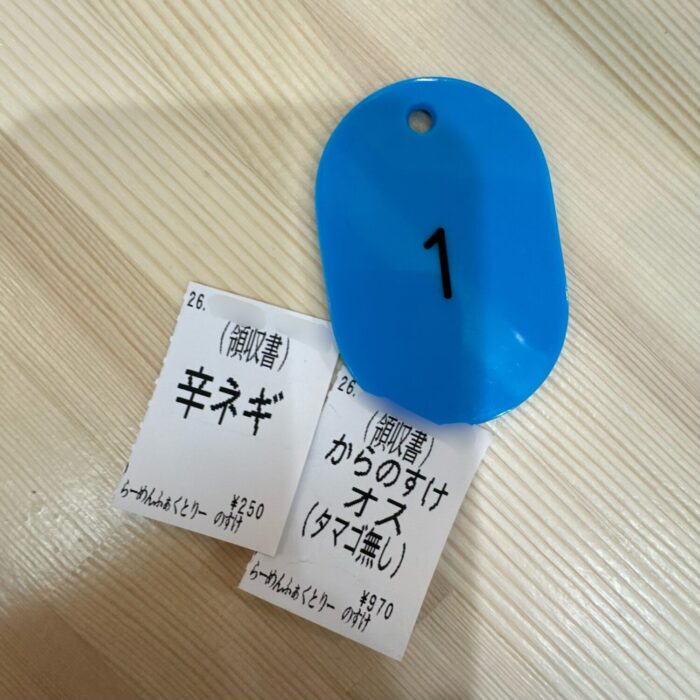 1
26.
(領収書)
辛ネギ
¥250
らーめんふぁくとりー のすけ
26.
(領収書)
からのすけ
オス
(タマゴ無し)
¥970
らーめんふぁくとりー のすけ